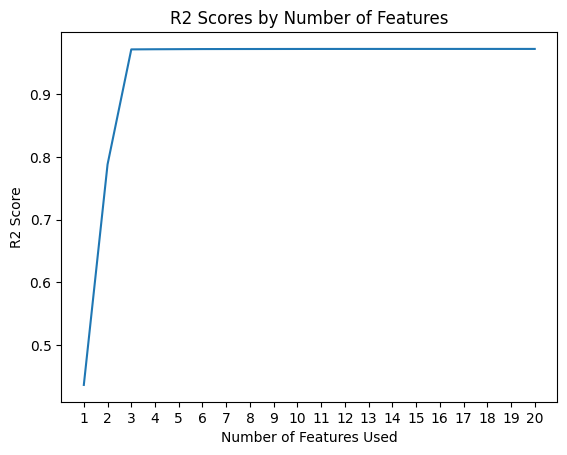 R2 Scores by Number of Features
0.9
0.8
0.7
0.6
0.5
R2 Score
1 2 3 4 5 6 7 8 9 10 11 12 13 14 15 16 17 18 19 20
Number of Features Used